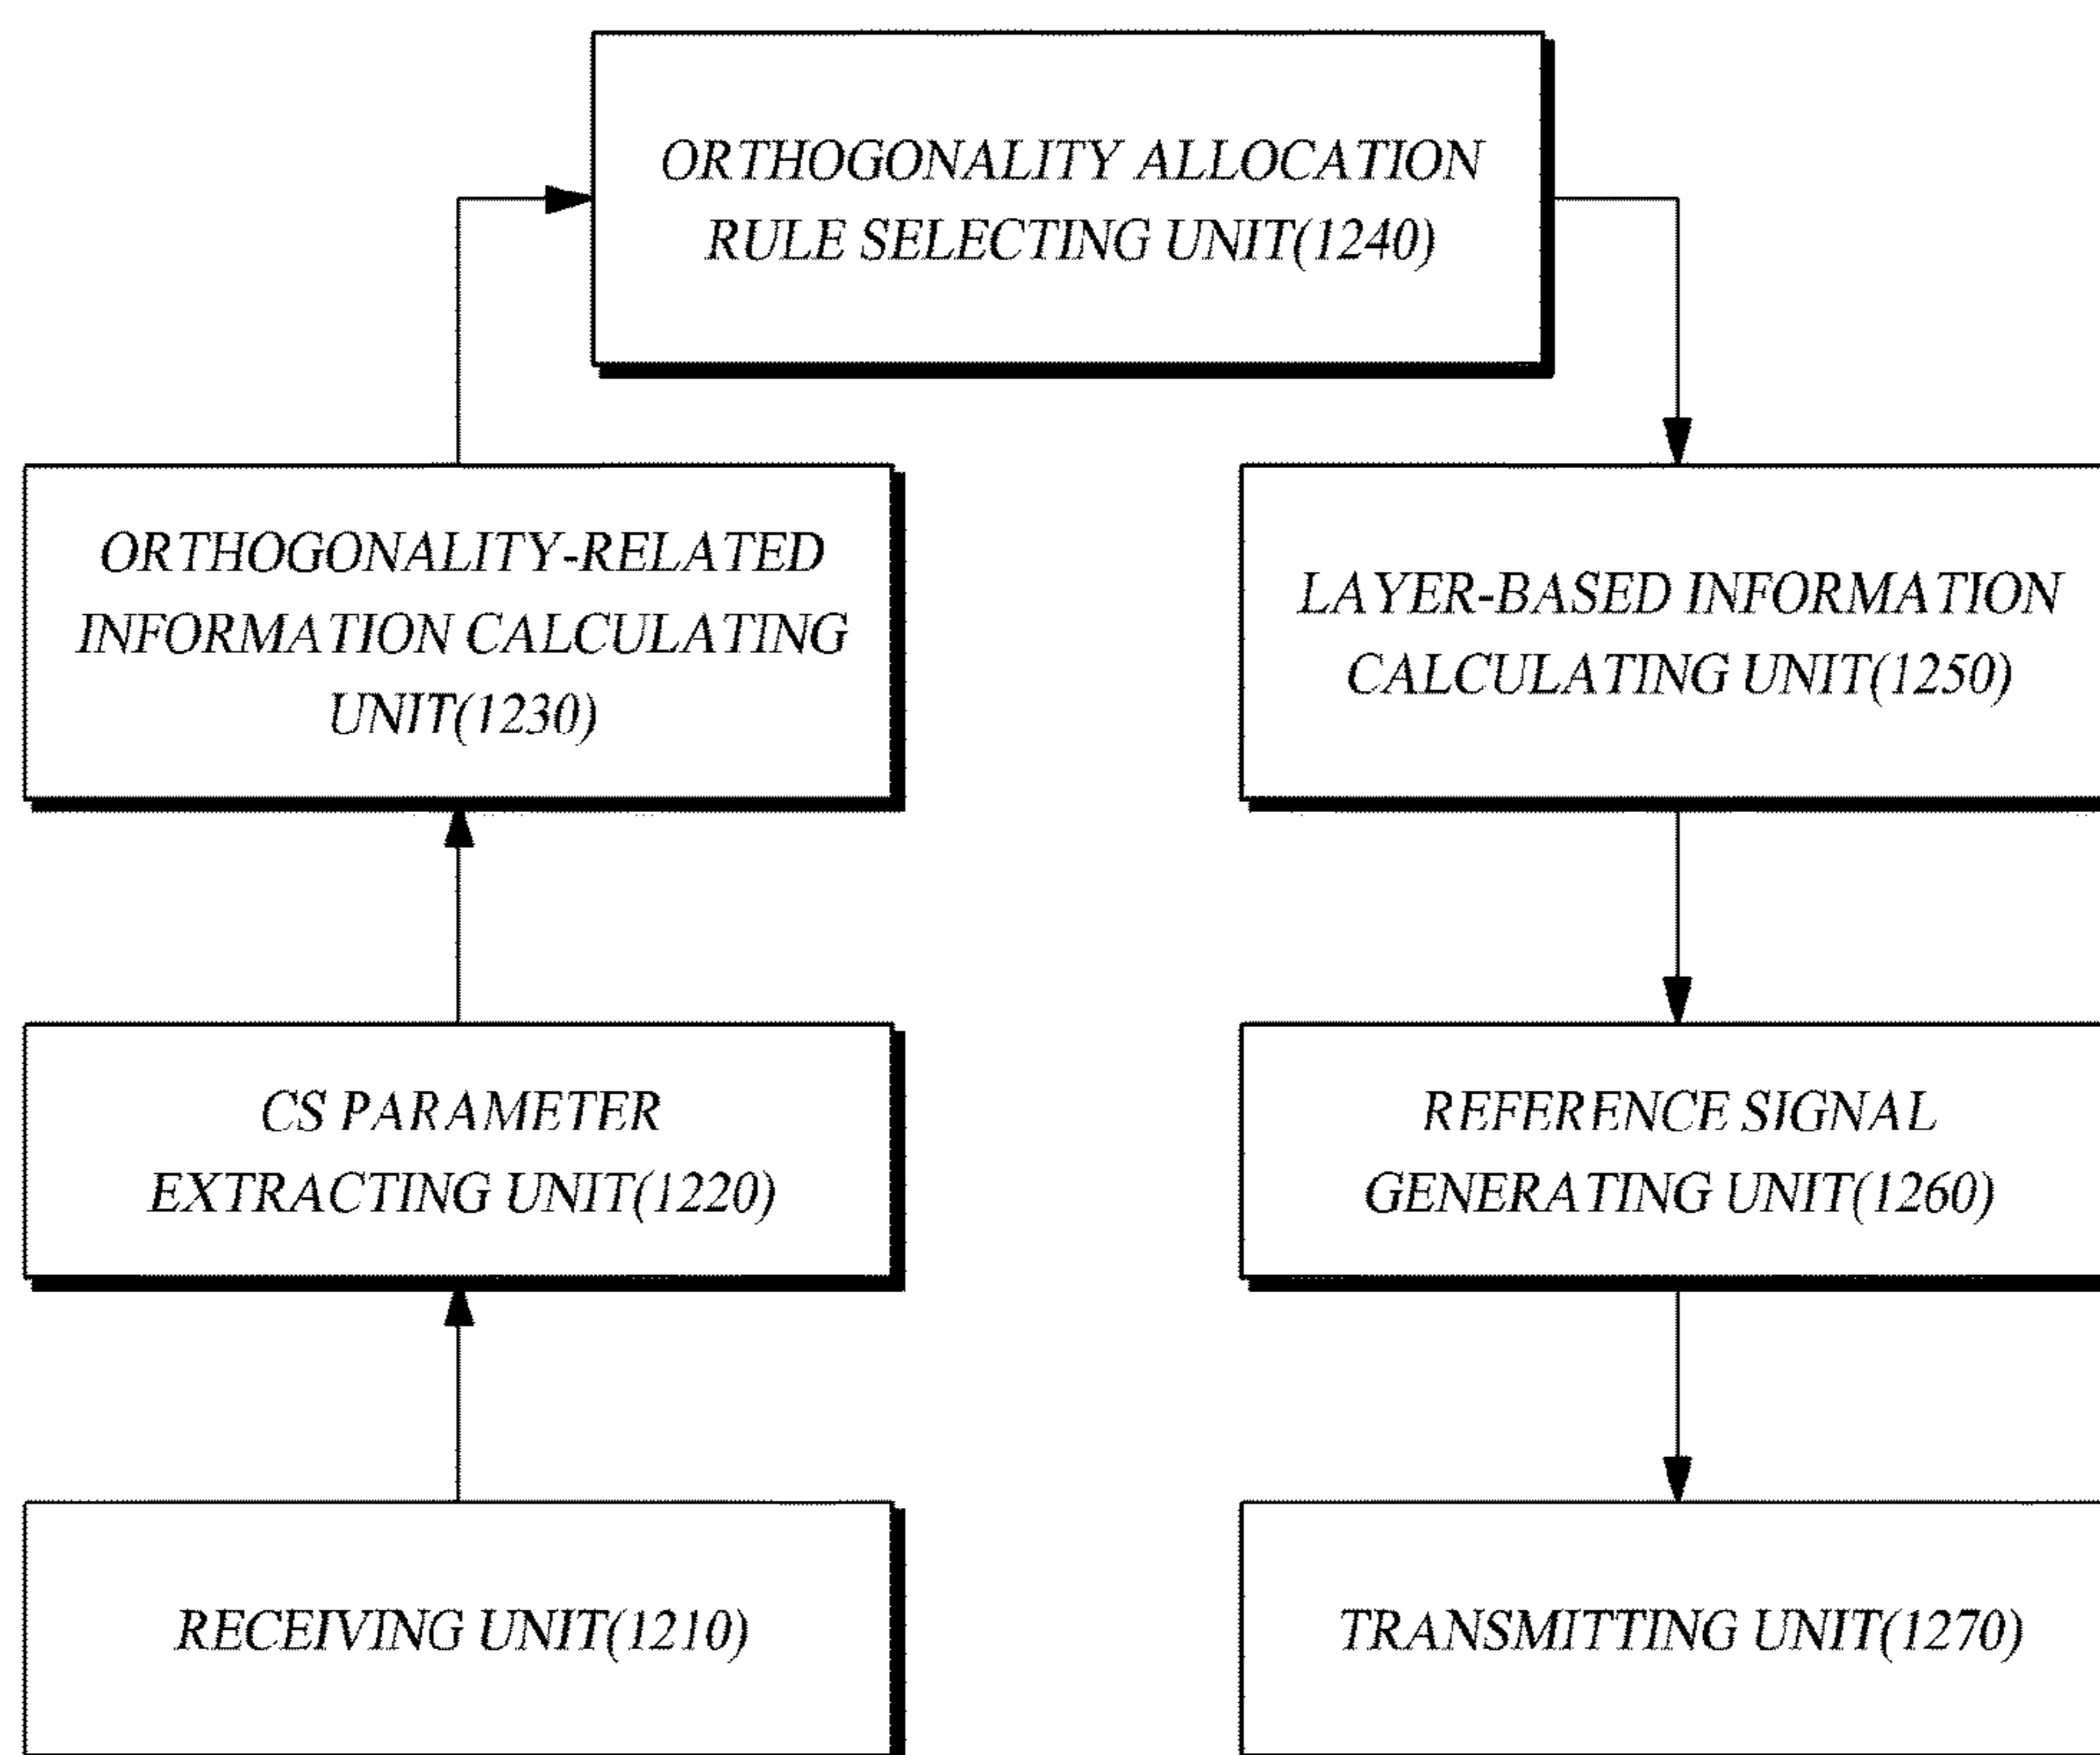 ORTHOGONALITY ALLOCATION
RULE SELECTING UNIT(1240)
ORTHOGONALITY-RELATED
INFORMATION CALCULATING
UNIT(1230)
LAYER-BASED INFORMATION
CALCULATING UNIT(1250)
CS PARAMETER
EXTRACTING UNIT(1220)
REFERENCE SIGNAL
GENERATING UNIT(1260)
RECEIVING UNIT(1210)
TRANSMITTING UNIT(1270)